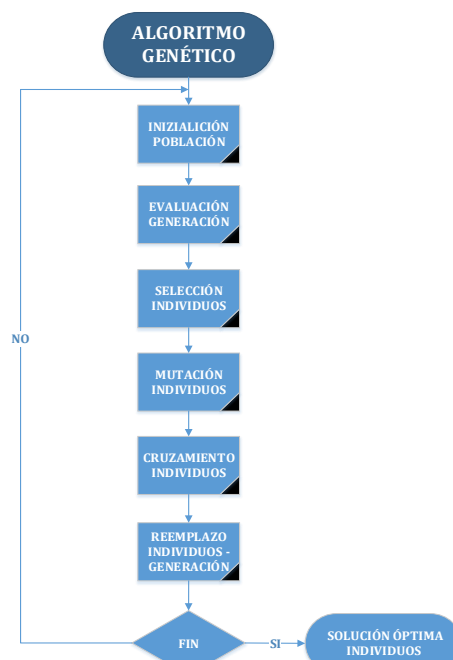 ALGORITMO
GENÉTICO
INIZIALICIÓN
POBLACIÓN
EVALUACIÓN
GENERACIÓN
SELECCIÓN
INDIVIDUOS
NO
MUTACIÓN
INDIVIDUOS
CRUZAMIENTO
INDIVIDUOS
REEMPLAZO
INDIVIDUOS -
GENERACIÓN
FIN
SI
SOLUCIÓN ÓPTIMA
INDIVIDUOS